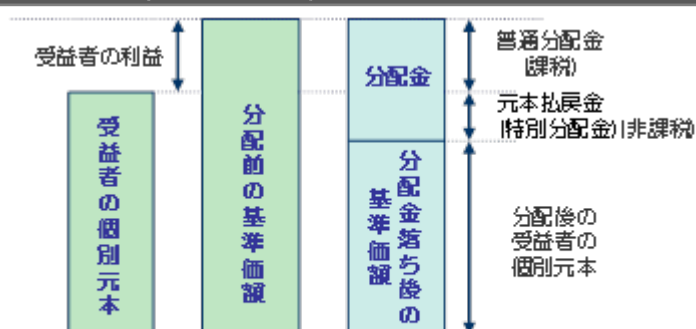 受益者の利益
受益者の個別元本
分配前の基準価額
分配金
分配金落ち後の
基準価額
普通分配金
(課税)
元本払戻金
(特別分配金)(非課税)
分配後の
受益者の
個別元本